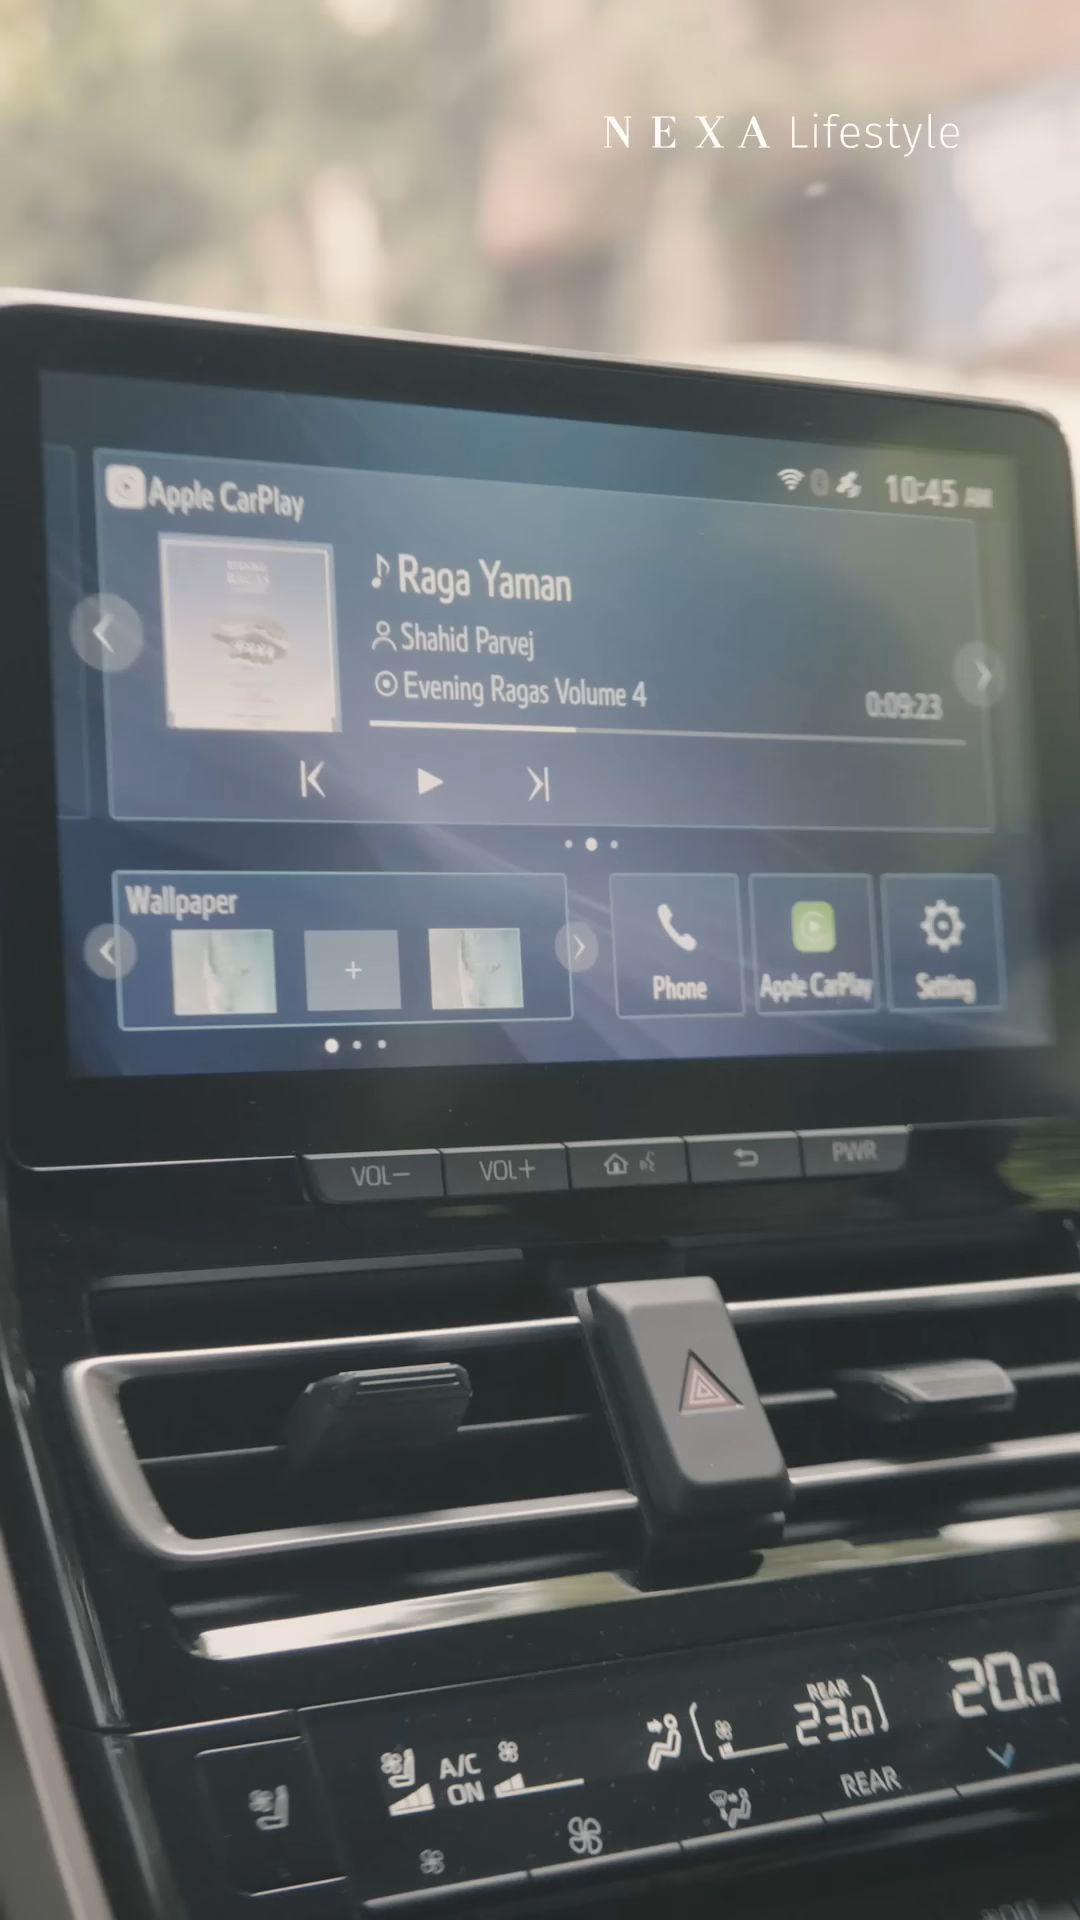 NEXA Lifestyle
Apple CarPlay
10:45 AM
Raga Yaman
Shahid Parvej
Evening Ragas Volume 4
0:09:23
Wallpaper
Phone
Apple CarPlay
Setting
VOL−
VOL+
PWR
A/C
ON
REAR
23.0
20.0
REAR